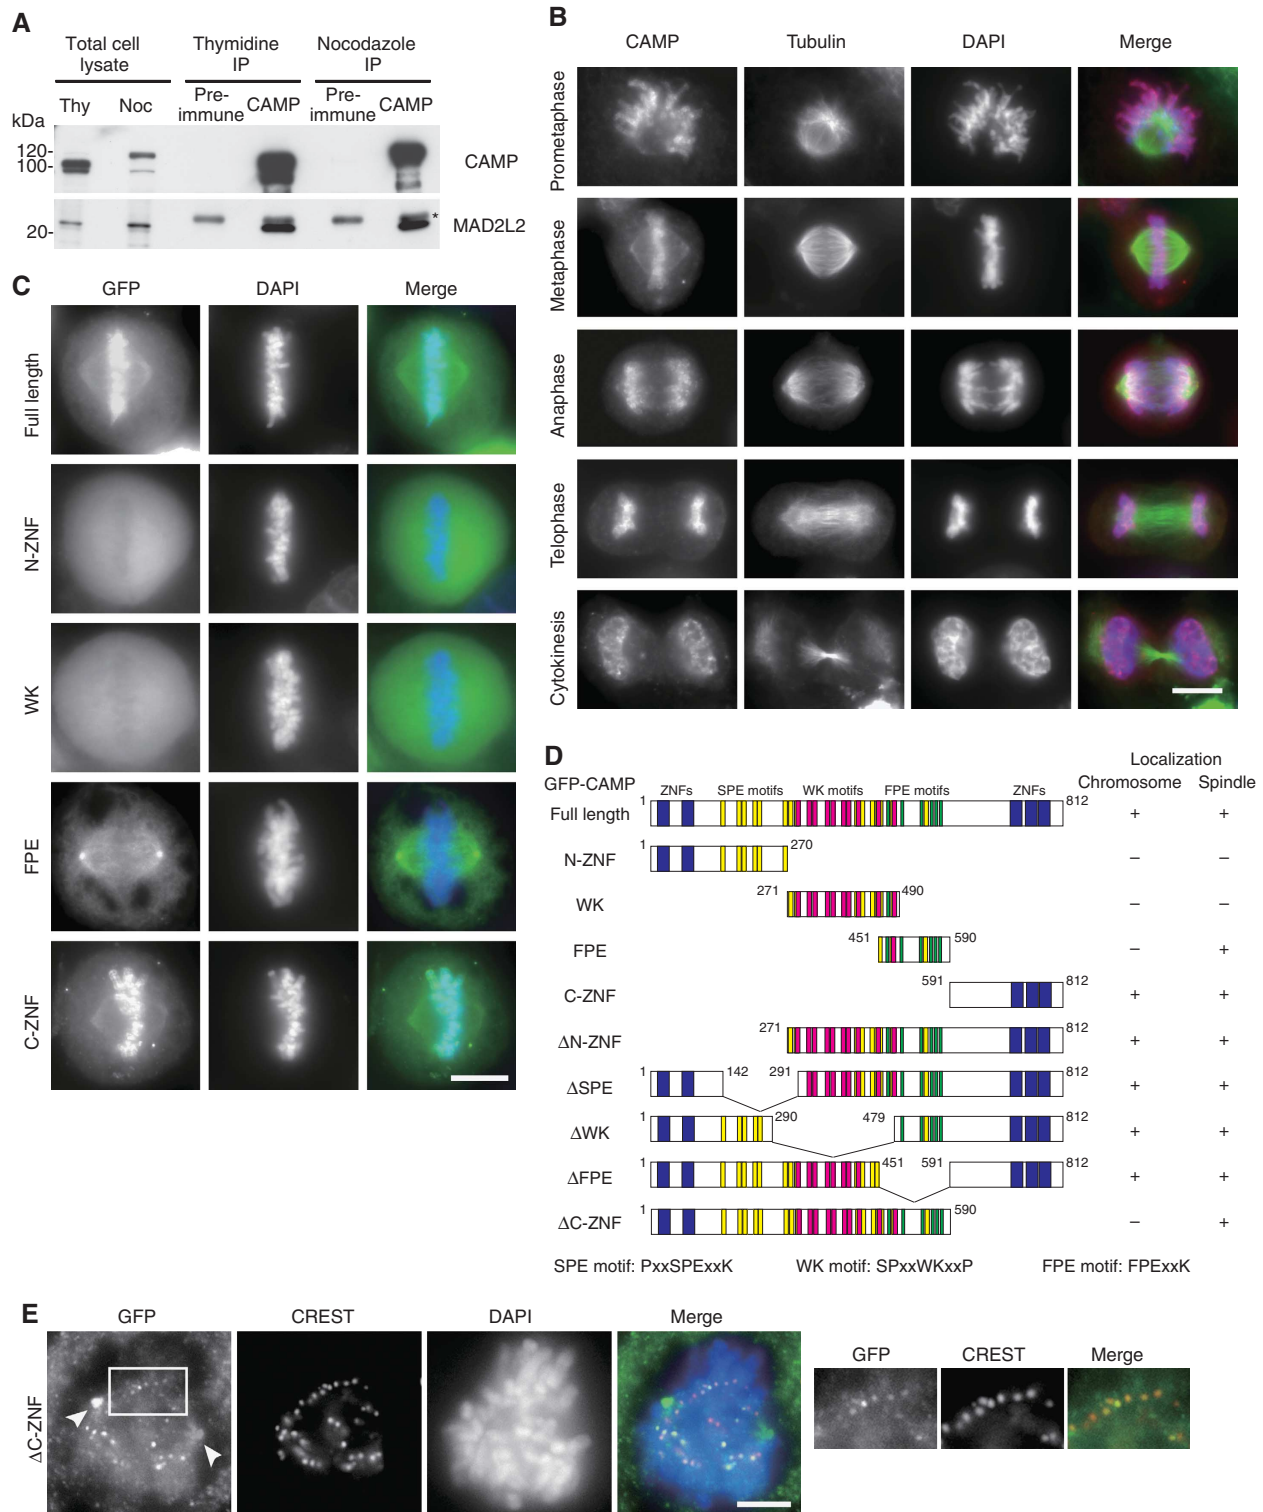 A
Total cell lysate
Thymidine IP
Nocodazole IP
Thy
Noc
Pre-immune
CAMP
Pre-immune
CAMP
kDa
120-
100-
CAMP
20-
*
MAD2L2
B
CAMP
Tubulin
DAPI
Merge
Prometaphase
Metaphase
Anaphase
Telophase
Cytokinesis
C
GFP
DAPI
Merge
Full length
N-ZNF
WK
FPE
C-ZNF
D
Localization
GFP-CAMP
Chromosome
Spindle
ZNFs
SPE motifs
WK motifs
FPE motifs
ZNFs
Full length 1 812 + +
N-ZNF 1 270 – –
WK 271 490 – –
FPE 451 590 – +
C-ZNF 591 812 + +
ΔN-ZNF 271 812 + +
ΔSPE 1 142 291 812 + +
ΔWK 1 290 479 812 + +
ΔFPE 1 451 591 812 + +
ΔC-ZNF 1 590 – +
SPE motif: PxxSPExxK
WK motif: SPxxWKxxP
FPE motif: FPExxK
E
GFP
CREST
DAPI
Merge
ΔC-ZNF
GFP
CREST
Merge